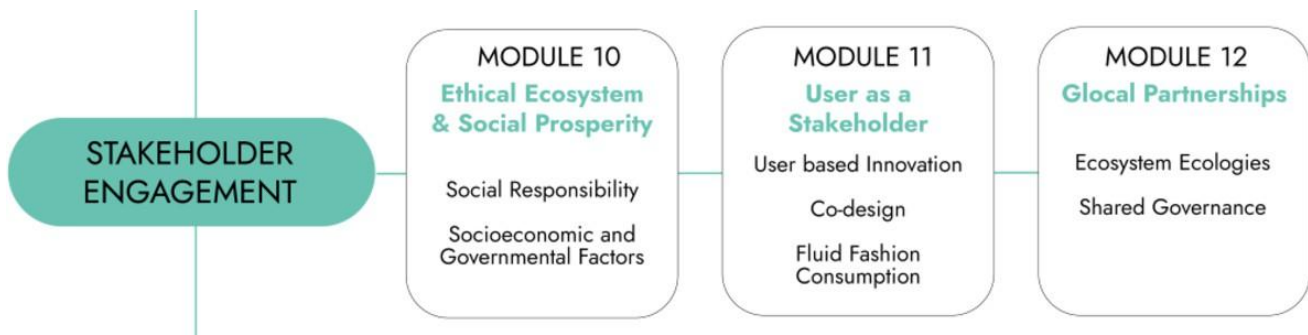 STAKEHOLDER
ENGAGEMENT
MODULE 10
Ethical Ecosystem
& Social Prosperity
Social Responsibility
Socioeconomic and
Governmental Factors
MODULE 11
User as a
Stakeholder
User based Innovation
Co-design
Fluid Fashion
Consumption
MODULE 12
Glocal Partnerships
Ecosystem Ecologies
Shared Governance